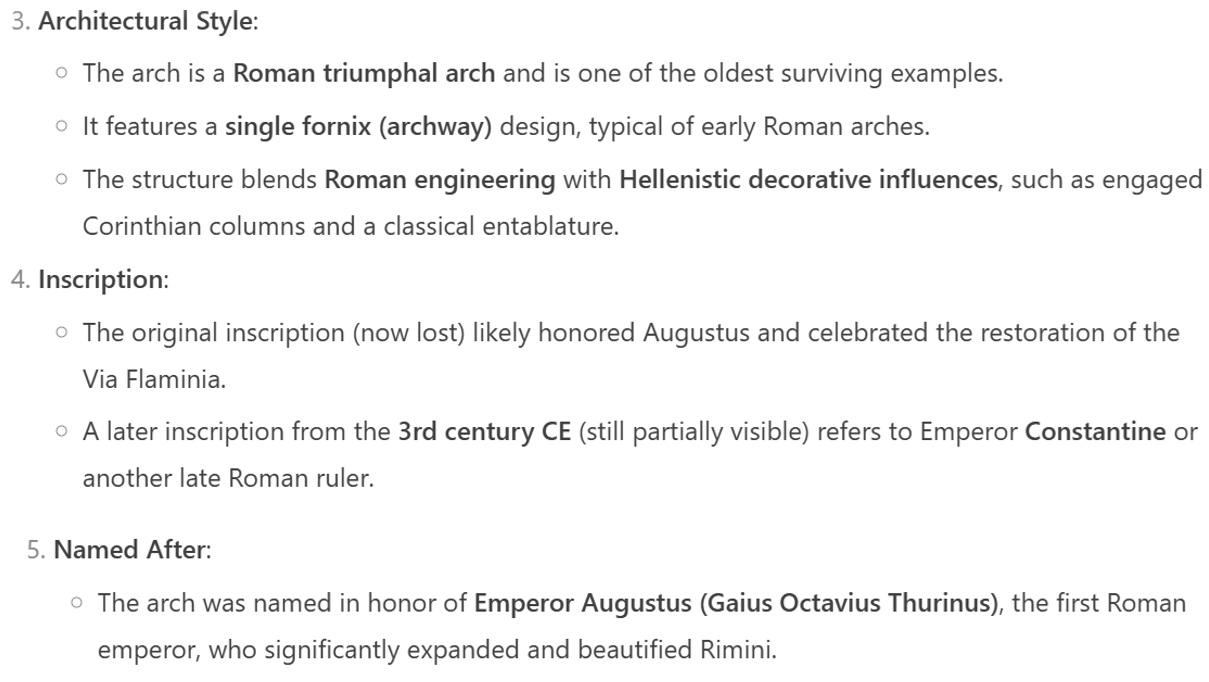 3. Architectural Style:
○ The arch is a Roman triumphal arch and is one of the oldest surviving examples.
○ It features a single fornix (archway) design, typical of early Roman arches.
○ The structure blends Roman engineering with Hellenistic decorative influences, such as engaged
Corinthian columns and a classical entablature.
4. Inscription:
○ The original inscription (now lost) likely honored Augustus and celebrated the restoration of the
Via Flaminia.
○ A later inscription from the 3rd century CE (still partially visible) refers to Emperor Constantine or
another late Roman ruler.
5. Named After:
○ The arch was named in honor of Emperor Augustus (Gaius Octavius Thurinus), the first Roman
emperor, who significantly expanded and beautified Rimini.